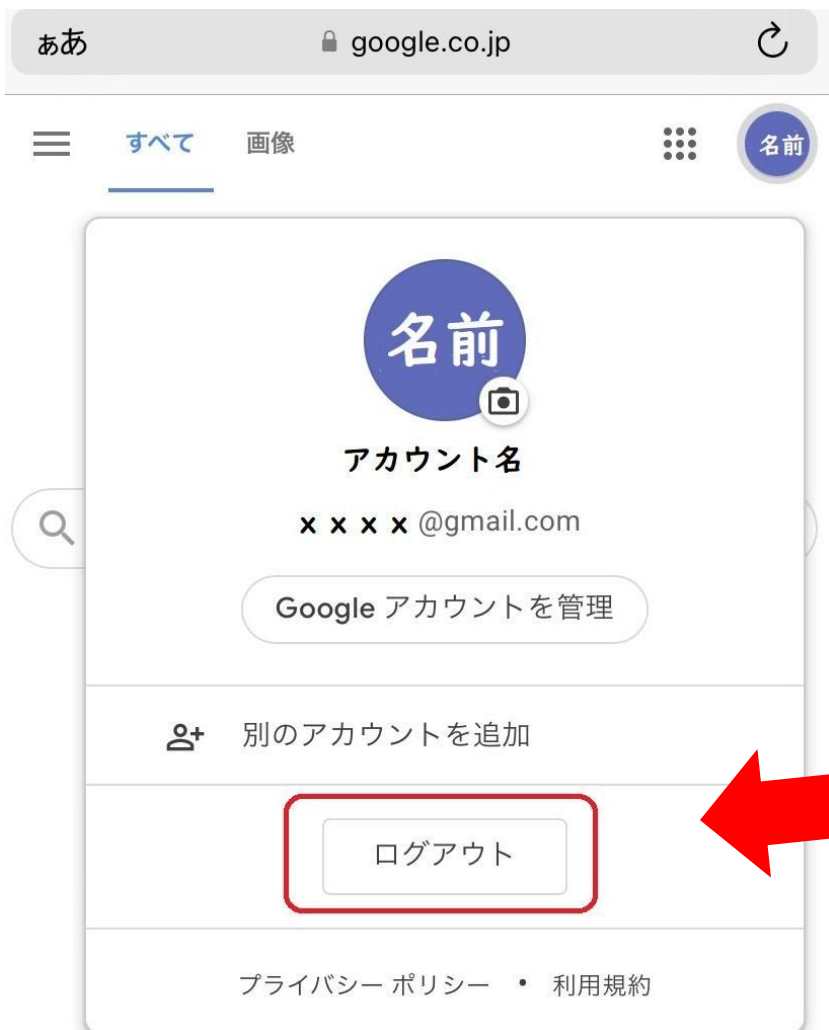 ぁあ google.co.jp
すべて 画像 名前
名前
アカウント名
x x x x @gmail.com
Google アカウントを管理
別のアカウントを追加
ログアウト
プライバシー ポリシー • 利用規約